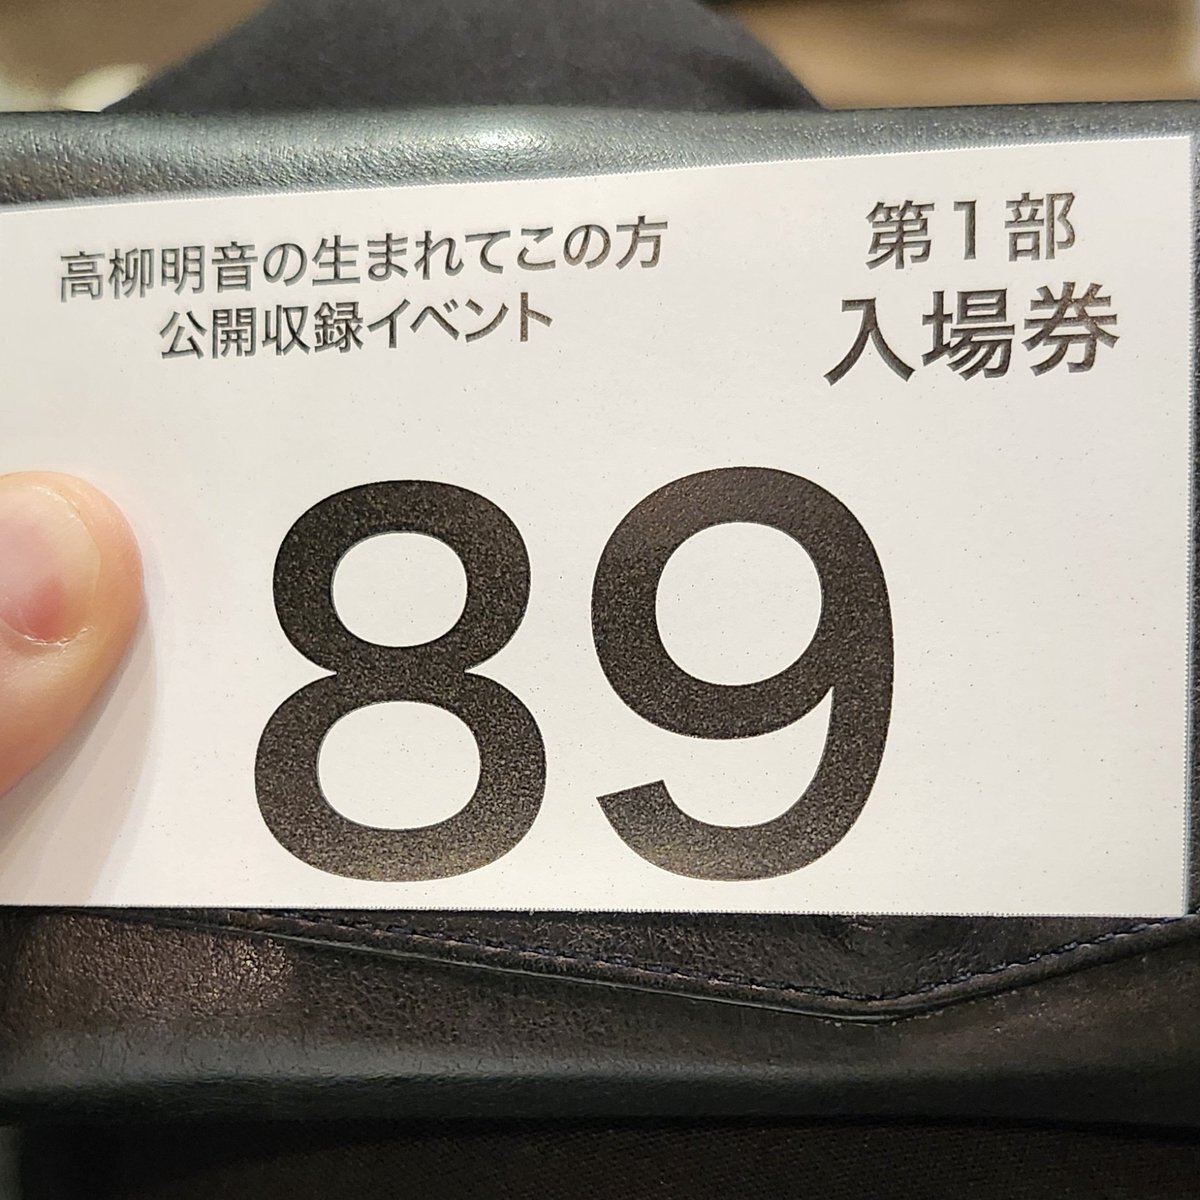 高柳明音の生まれてこの方
公開収録イベント
第1部
入場券
89